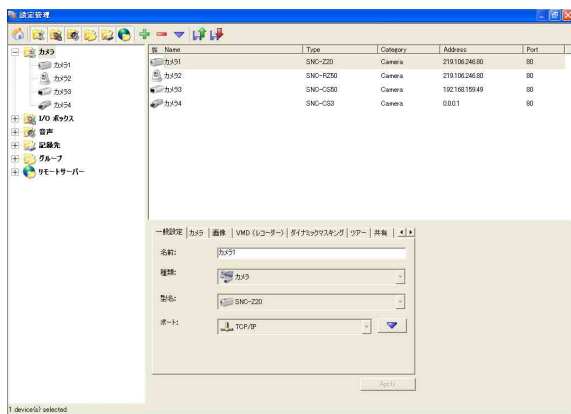 設定管理
カメラ
カメラ1
カメラ2
カメラ3
カメラ4
I/O ボックス
音声
記録先
グループ
リモートサーバー
Name Type Category Address Port
カメラ1 SNC-Z20 Camera 219.106.246.80 80
カメラ2 SNC-RZ50 Camera 219.106.246.80 80
カメラ3 SNC-CS50 Camera 192.168.159.49 80
カメラ4 SNC-CS3 Camera 0.0.0.1 80
一般設定 カメラ 画像 VMD (レコーダー) ダイナミックマスキング ツアー 共有
名前: カメラ1
種類: カメラ
型名: SNC-Z20
ポート: TCP/IP
Apply
1 device(s) selected